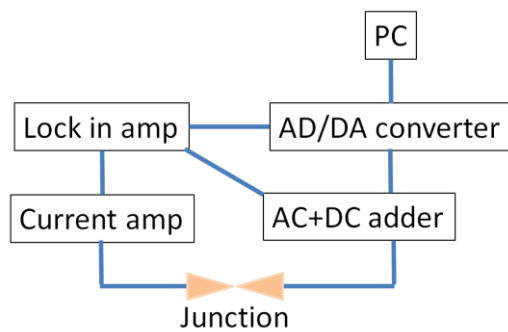 PC
Lock in amp
AD/DA converter
Current amp
AC+DC adder
Junction